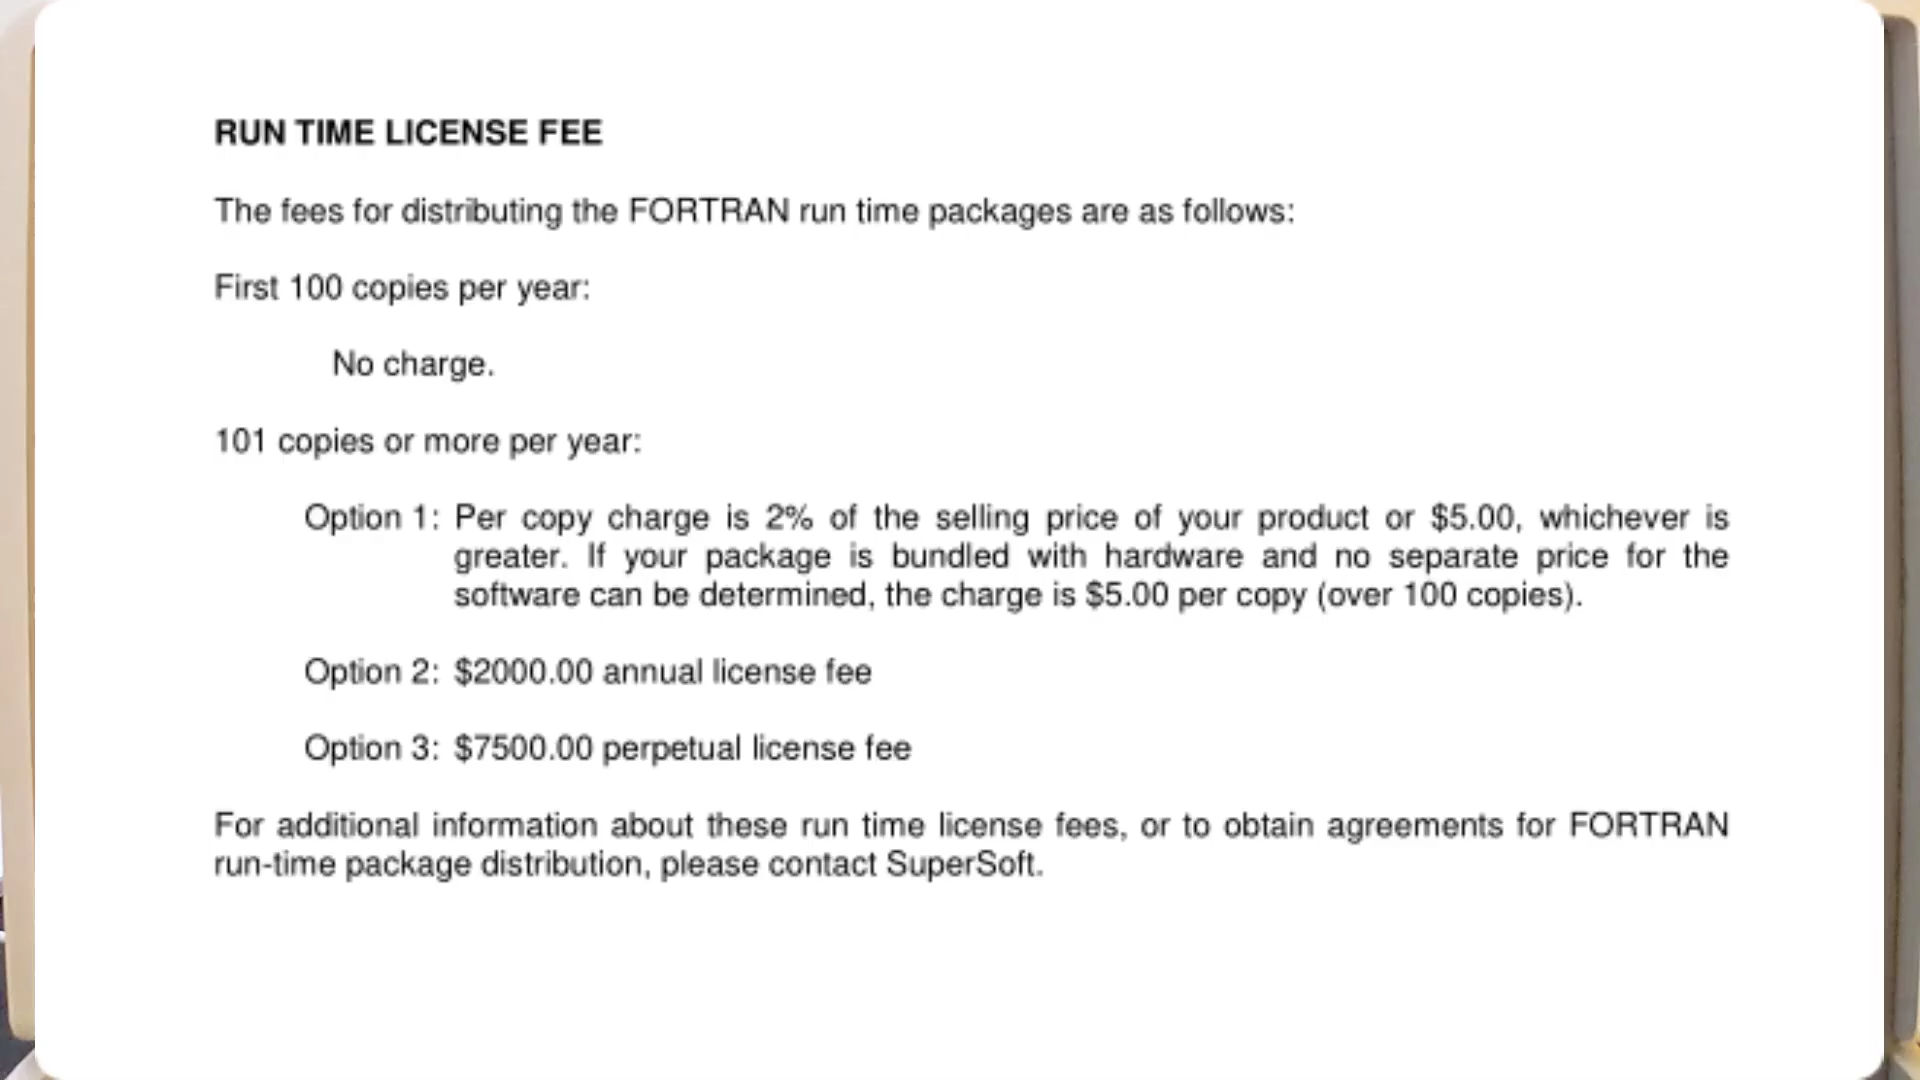 RUN TIME LICENSE FEE
The fees for distributing the FORTRAN run time packages are as follows:
First 100 copies per year:
No charge.
101 copies or more per year:
Option 1: Per copy charge is 2% of the selling price of your product or $5.00, whichever is
greater. If your package is bundled with hardware and no separate price for the
software can be determined, the charge is $5.00 per copy (over 100 copies).
Option 2: $2000.00 annual license fee
Option 3: $7500.00 perpetual license fee
For additional information about these run time license fees, or to obtain agreements for FORTRAN
run-time package distribution, please contact SuperSoft.